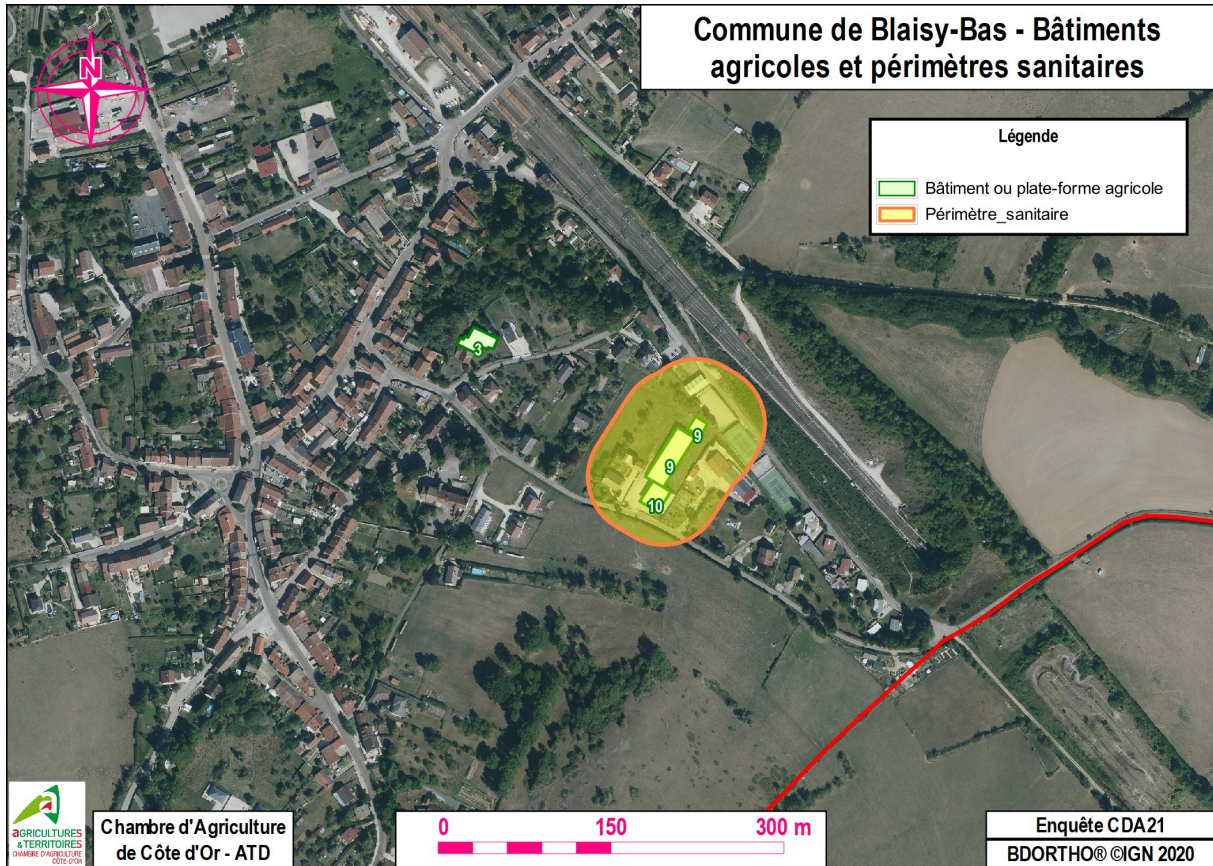 Commune de Blaisy-Bas - Bâtiments
agricoles et périmètres sanitaires
N
Légende
Bâtiment ou plate-forme agricole
Périmètre_sanitaire
3
9
9
10
AGRICULTURES
& TERRITOIRES
CHAMBRE D'AGRICULTURE
CÔTE-D'OR
Chambre d'Agriculture
de Côte d'Or - ATD
0 150 300 m
Enquête CDA21
BDORTHO® ©IGN 2020